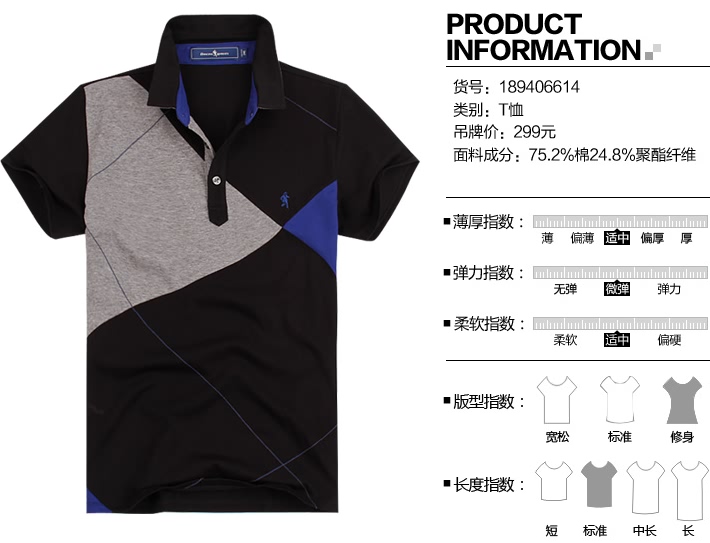 PRODUCT
INFORMATION
货号：189406614
类别：T恤
吊牌价：299元
面料成分：75.2%棉24.8%聚酯纤维
薄厚指数：
薄 偏薄 适中 偏厚 厚
弹力指数：
无弹 微弹 弹力
柔软指数：
柔软 适中 偏硬
版型指数：
宽松 标准 修身
长度指数：
短 标准 中长 长